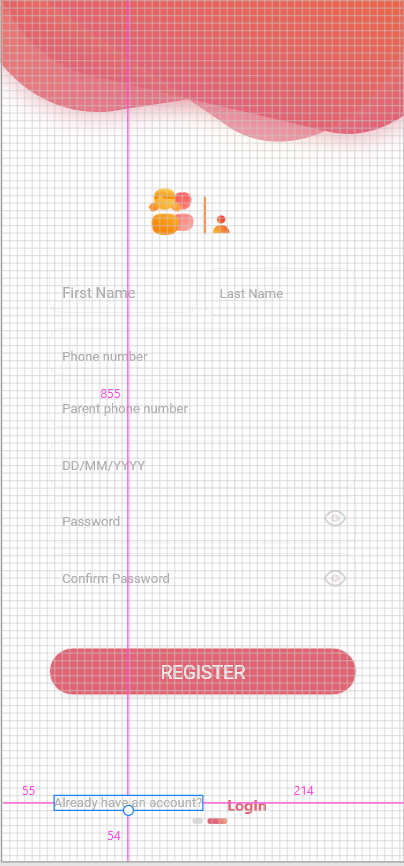 First Name Last Name
Phone number
855
Parent phone number
DD/MM/YYYY
Password
Confirm Password
REGISTER
55 214
Already have an account? Login
54